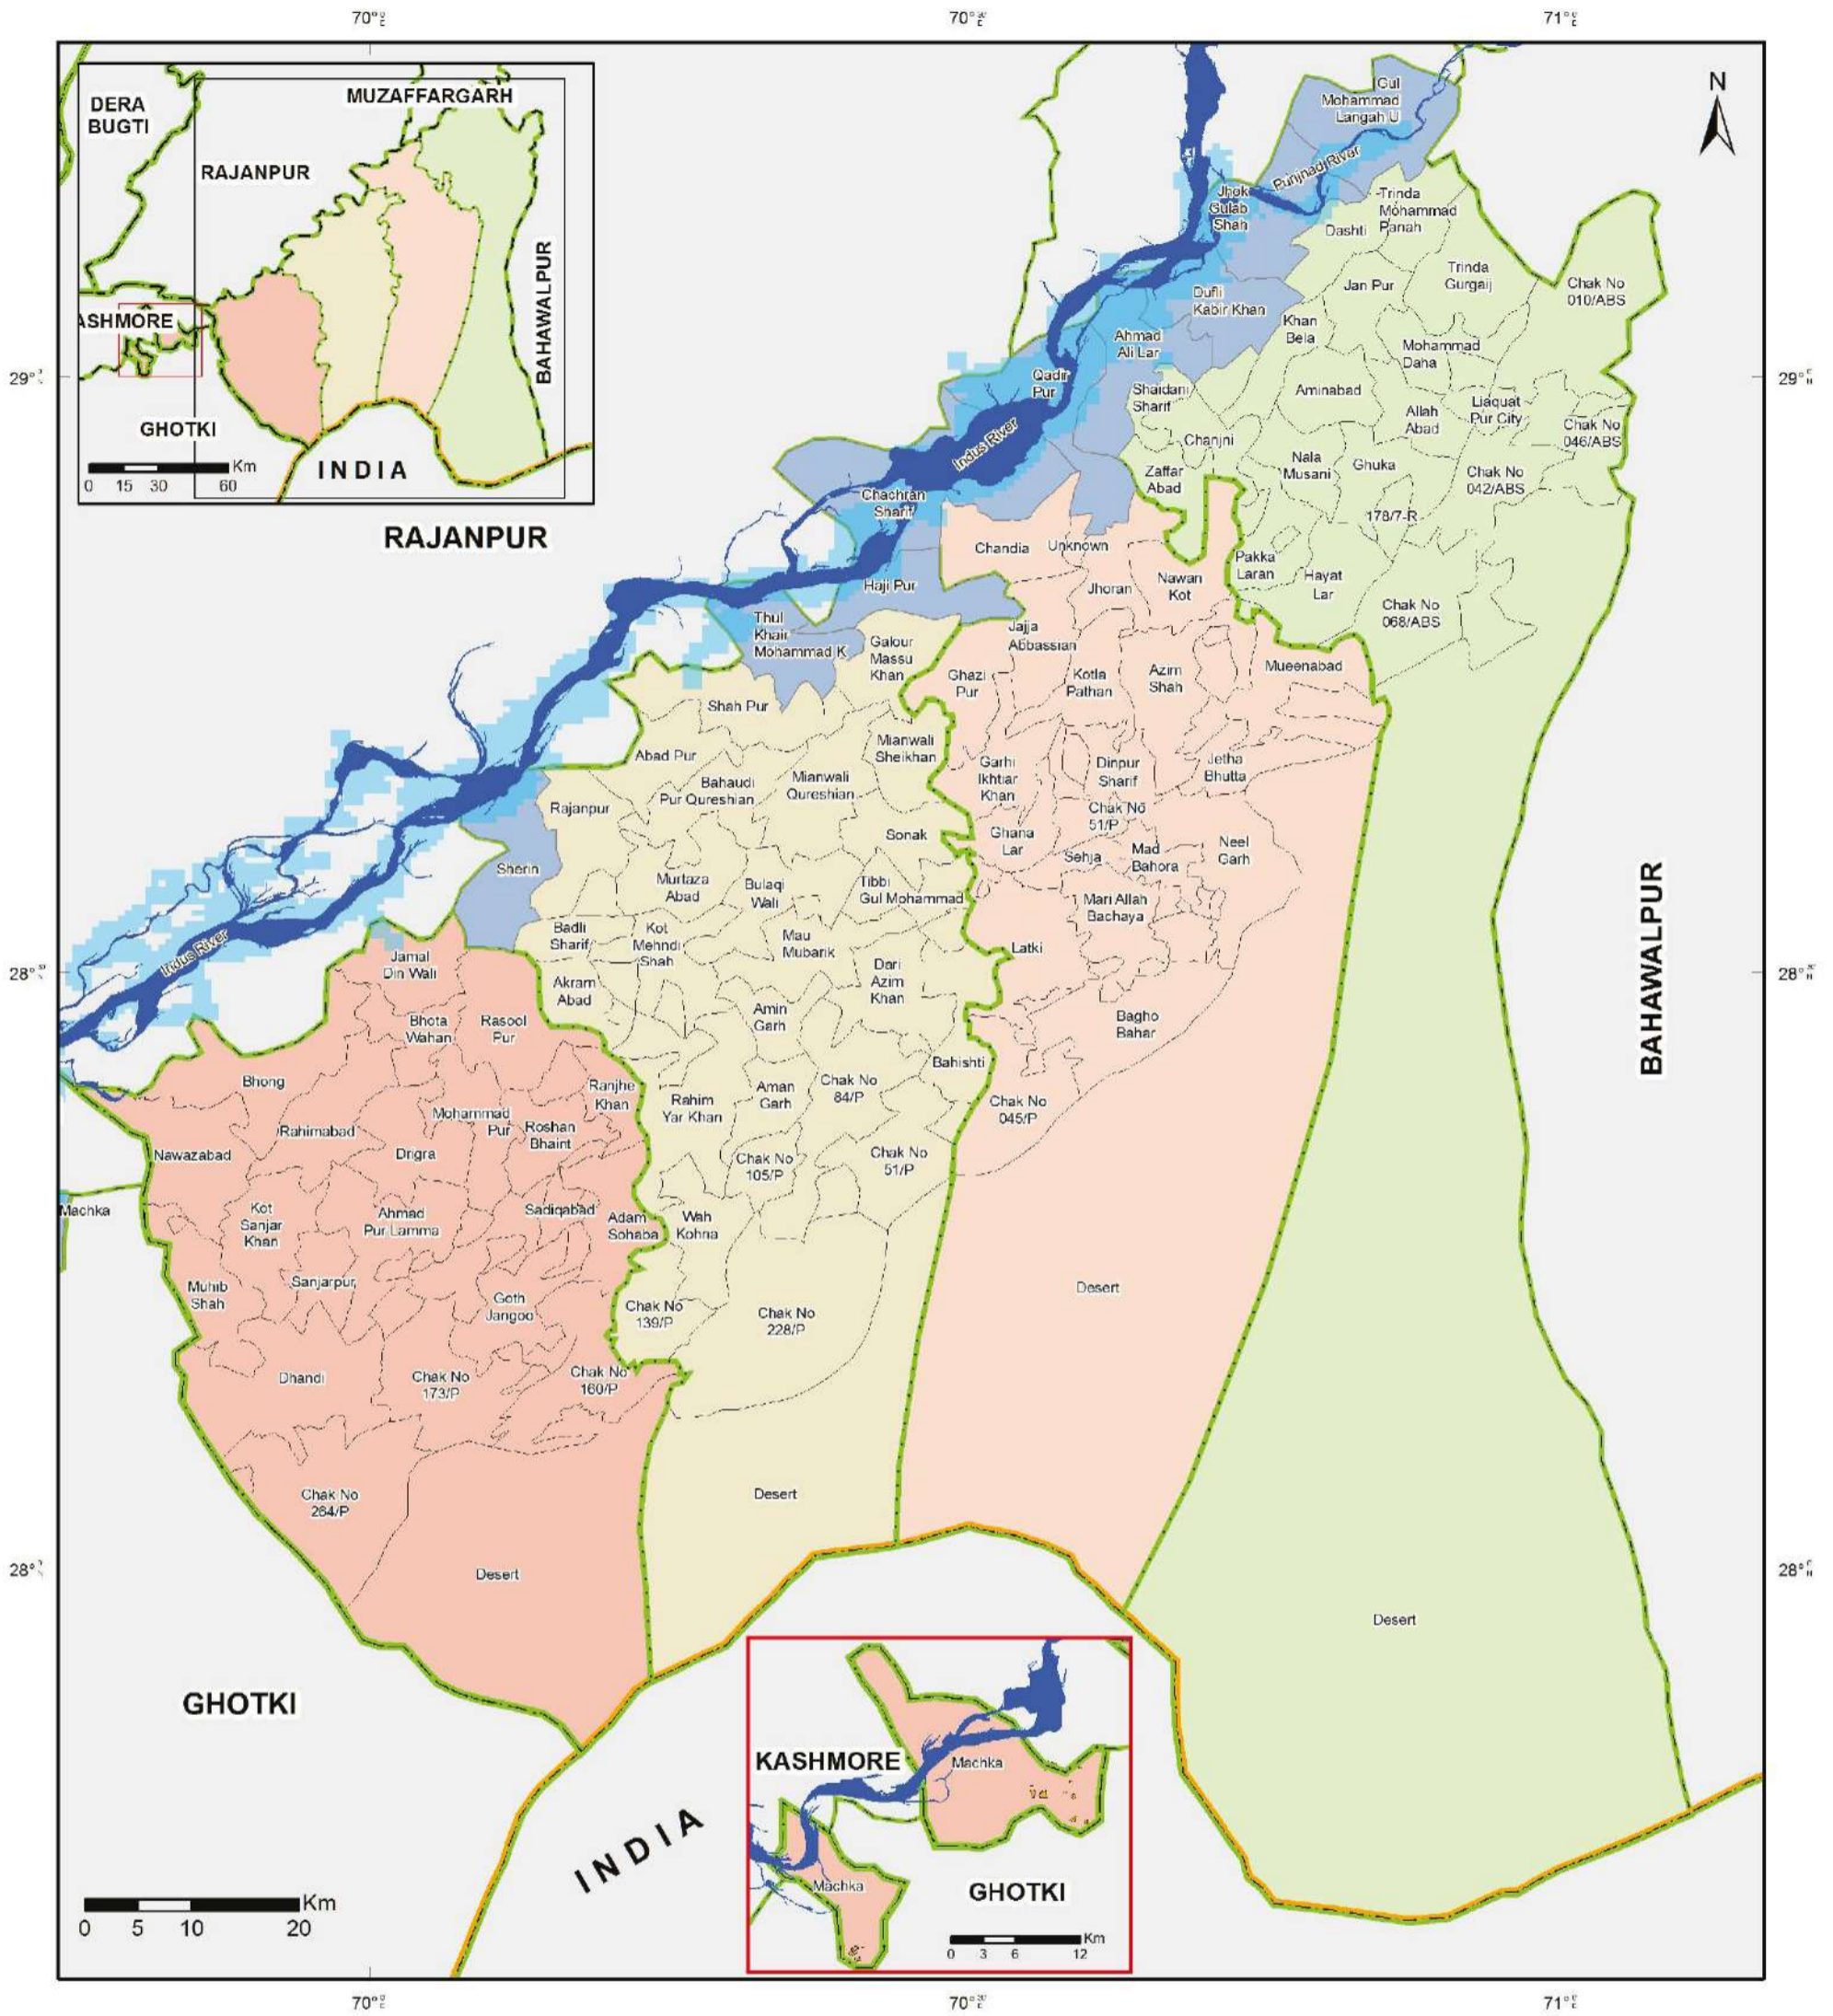 70°
70°
71°
N
DERA
BUGTI
MUZAFFARGARH
RAJANPUR
BAHAWALPUR
ASHMORE
GHOTKI
INDIA
Km
0 15 30 60
RAJANPUR
Gul
Mohammad
Langah U
Punjnad River
Jhok
Gulab
Shah
Trinda
Mohammad
Panah
Dashti
Trinda
Gurgaij
Jan Pur
Chak No
010/ABS
Dufli
Kabir Khan
Khan
Bela
Ahmad
Ali Lar
Mohammad
Daha
29°
29°
Qadir
Pur
Shaidani
Sharif
Aminabad
Allah
Abad
Liaquat
Pur City
Chak No
046/ABS
Indus River
Chanjni
Zaffar
Abad
Nala
Musani
Ghuka
Chak No
042/ABS
Chachran
Sharif
178/7-R
Chandia
Unknown
Pakka
Laran
Hayat
Lar
Haji Pur
Jhoran
Nawan
Kot
Chak No
068/ABS
Thul
Khair
Mohammad K
Galour
Massu
Khan
Jajja
Abbassian
Ghazi
Pur
Kotla
Pathan
Azim
Shah
Mueenabad
Shah Pur
Abad Pur
Mianwali
Sheikhan
Bahaudi
Pur Qureshian
Mianwali
Qureshian
Garhi
Ikhtiar
Khan
Dinpur
Sharif
Jetha
Bhutta
Rajanpur
Chak No
51/P
Sonak
Ghana
Lar
Sehja
Mad
Bahora
Neel
Garh
Sherin
Murtaza
Abad
Bulaqi
Wali
Tibbi
Gul Mohammad
Mari Allah
Bachaya
BAHAWALPUR
Badli
Sharif
Kot
Mehndi
Shah
Mau
Mubarik
Latki
Indus River
28°
28°
Jamal
Din Wali
Akram
Abad
Dari
Azim
Khan
Amin
Garh
Bagho
Bahar
Bhota
Wahan
Rasool
Pur
Bahishti
Bhong
Ranjhe
Khan
Rahim
Yar Khan
Aman
Garh
Chak No
84/P
Chak No
045/P
Rahimabad
Mohammad
Pur
Roshan
Bhaint
Nawazabad
Drigra
Chak No
105/P
Chak No
51/P
Machka
Kot
Sanjar
Khan
Ahmad
Pur Lamma
Sadiqabad
Adam
Sohaba
Wah
Kohna
Muhib
Shah
Sanjarpur
Goth
Jangoo
Chak No
139/P
Chak No
228/P
Desert
Dhandi
Chak No
173/P
Chak No
160/P
Chak No
264/P
Desert
Desert
Desert
28°
28°
GHOTKI
INDIA
KASHMORE
Machka
Machka
GHOTKI
Km
0 3 6 12
Km
0 5 10 20
70°
70°
71°